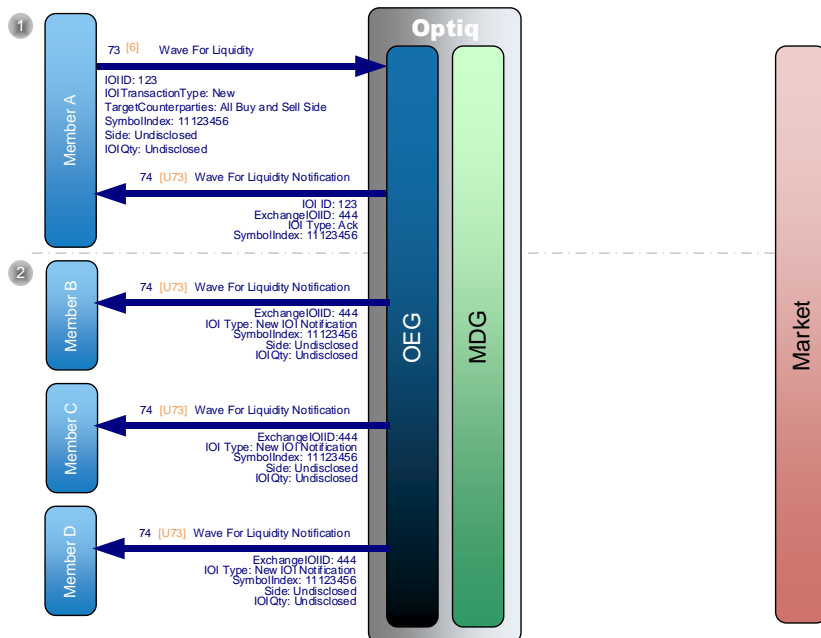 1
Optiq
73 [6] Wave For Liquidity
IOIID: 123
IOITransactionType: New
TargetCounterparties: All Buy and Sell Side
SymbolIndex: 11123456
Side: Undisclosed
IOIQty: Undisclosed
Member A
74 [U73] Wave For Liquidity Notification
IOI ID: 123
ExchangeIOIID: 444
IOI Type: Ack
SymbolIndex: 11123456
2
Member B
74 [U73] Wave For Liquidity Notification
ExchangeIOIID: 444
IOI Type: New IOI Notification
SymbolIndex: 11123456
Side: Undisclosed
IOIQty: Undisclosed
OEG
MDG
Market
Member C
74 [U73] Wave For Liquidity Notification
ExchangeIOIID:444
IOI Type: New IOI Notification
SymbolIndex: 11123456
Side: Undisclosed
IOIQty: Undisclosed
Member D
74 [U73] Wave For Liquidity Notification
ExchangeIOIID: 444
IOI Type: New IOI Notification
SymbolIndex: 11123456
Side: Undisclosed
IOIQty: Undisclosed